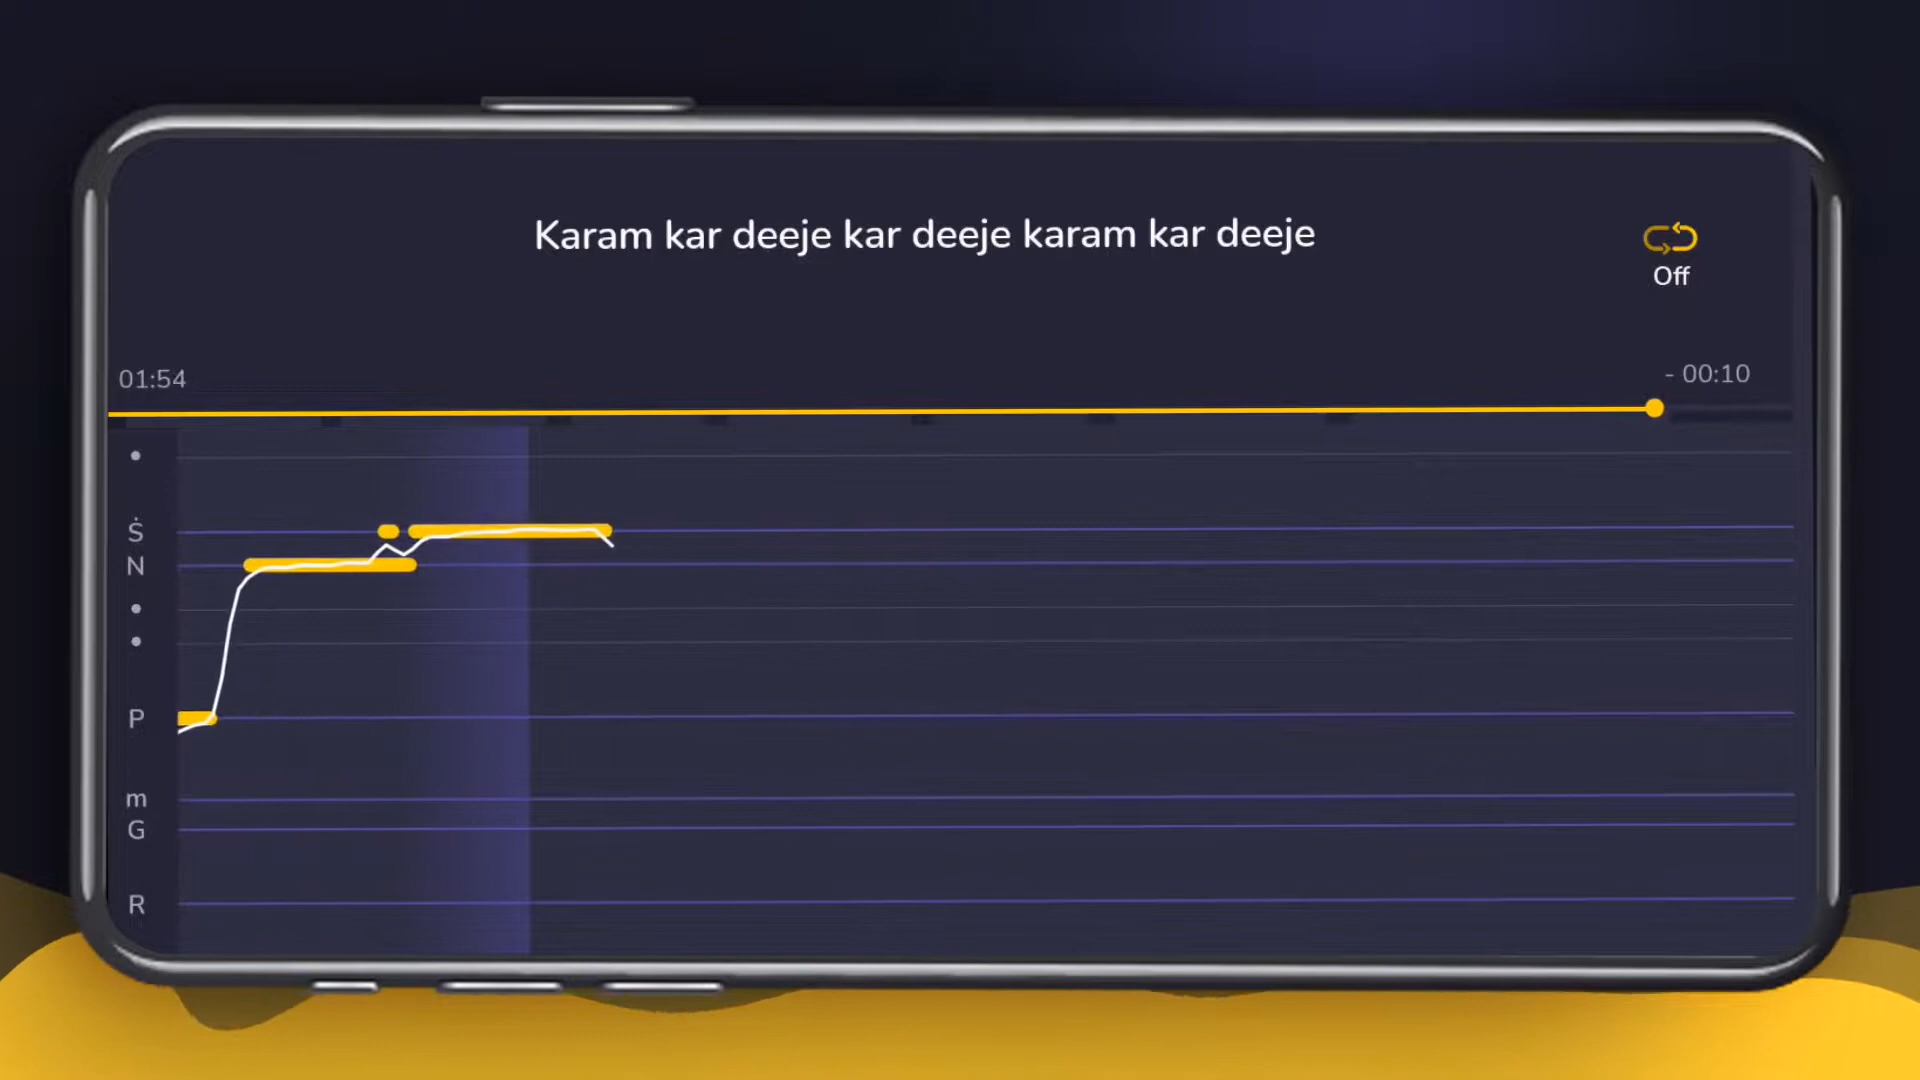 Karam kar deeje kar deeje karam kar deeje
Off
01:54
- 00:10
Ṡ
N
P
m
G
R